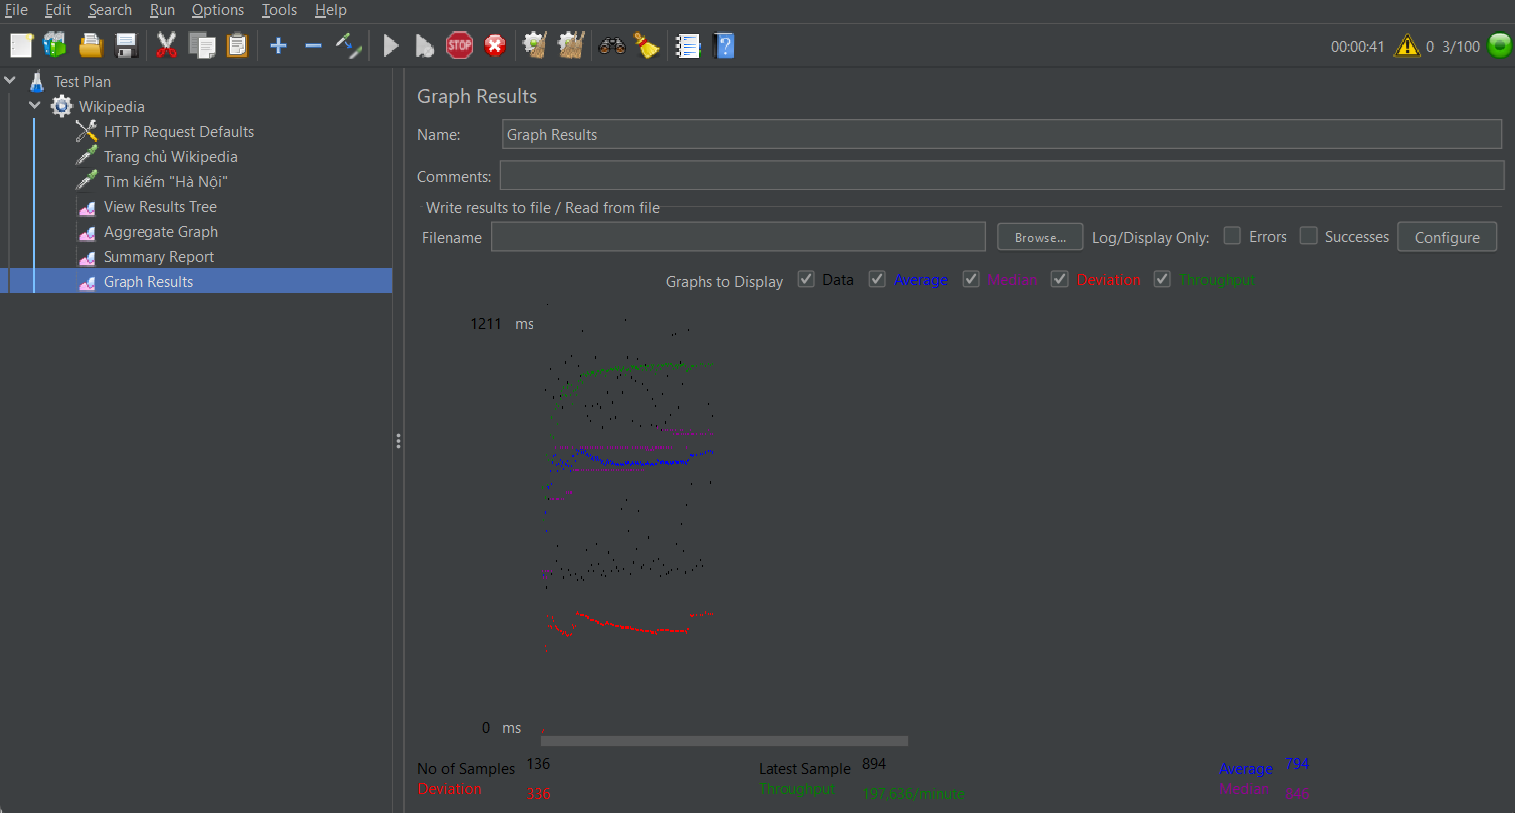 File Edit Search Run Options Tools Help
STOP 00:00:41 0 3/100
Test Plan
Wikipedia
HTTP Request Defaults
Trang chủ Wikipedia
Tìm kiếm "Hà Nội"
View Results Tree
Aggregate Graph
Summary Report
Graph Results
Graph Results
Name: Graph Results
Comments:
Write results to file / Read from file
Filename Browse... Log/Display Only: Errors Successes Configure
Graphs to Display Data Average Median Deviation Throughput
1211 ms
0 ms
No of Samples 136 Latest Sample 894 Average 794
Deviation 336 Throughput 197,636/minute Median 846